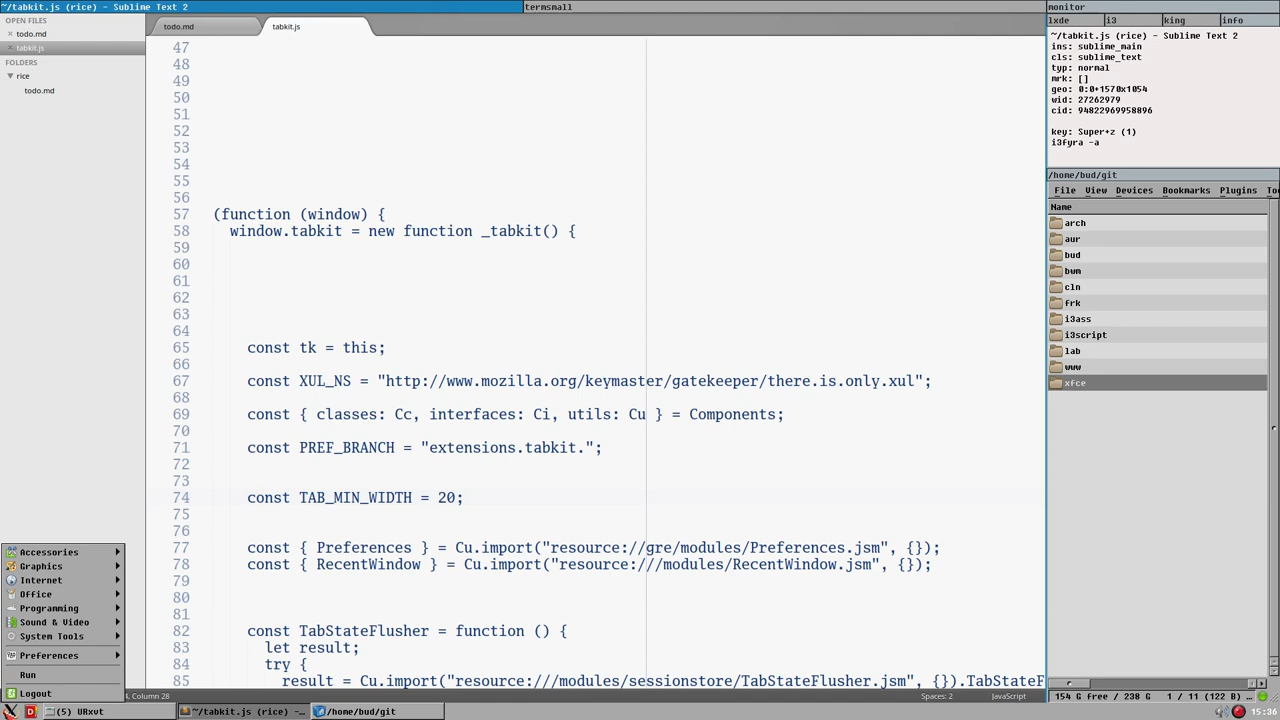 ~/tabkit.js (rice) - Sublime Text 2
termsmall
monitor
OPEN FILES
todo.md
tabkit.js
FOLDERS
rice
todo.md
todo.md
tabkit.js
47
48
49
50
51
52
53
54
55
56
57 (function (window) {
58 window.tabkit = new function _tabkit() {
59
60
61
62
63
64
65 const tk = this;
66
67 const XUL_NS = "http://www.mozilla.org/keymaster/gatekeeper/there.is.only.xul";
68
69 const { classes: Cc, interfaces: Ci, utils: Cu } = Components;
70
71 const PREF_BRANCH = "extensions.tabkit.";
72
73
74 const TAB_MIN_WIDTH = 20;
75
76
77 const { Preferences } = Cu.import("resource://gre/modules/Preferences.jsm", {});
78 const { RecentWindow } = Cu.import("resource:///modules/RecentWindow.jsm", {});
79
80
81
82 const TabStateFlusher = function () {
83 let result;
84 try {
85 result = Cu.import("resource:///modules/sessionstore/TabStateFlusher.jsm", {}).TabStateF
lxde
i3
king
info
~/tabkit.js (rice) - Sublime Text 2
ins: sublime_main
cls: sublime_text
typ: normal
mrk: []
geo: 0:0+1570x1054
wid: 27262979
cid: 94822969958896
key: Super+z (1)
i3fyra -a
/home/bud/git
File View Devices Bookmarks Plugins To
Name
arch
aur
bud
bwm
cln
frk
i3ass
i3script
lab
www
xfce
154 G free / 238 G
1 / 11 (122 B)
Accessories
Graphics
Internet
Office
Programming
Sound & Video
System Tools
Preferences
Run
Logout
4, Column 28
Spaces: 2
JavaScript
(5) URxvt
~/tabkit.js (rice) -...
/home/bud/git
15:36